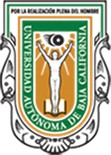 POR LA REALIZACIÓN PLENA DEL HOMBRE
UNIVERSIDAD AUTÓNOMA DE BAJA CALIFORNIA